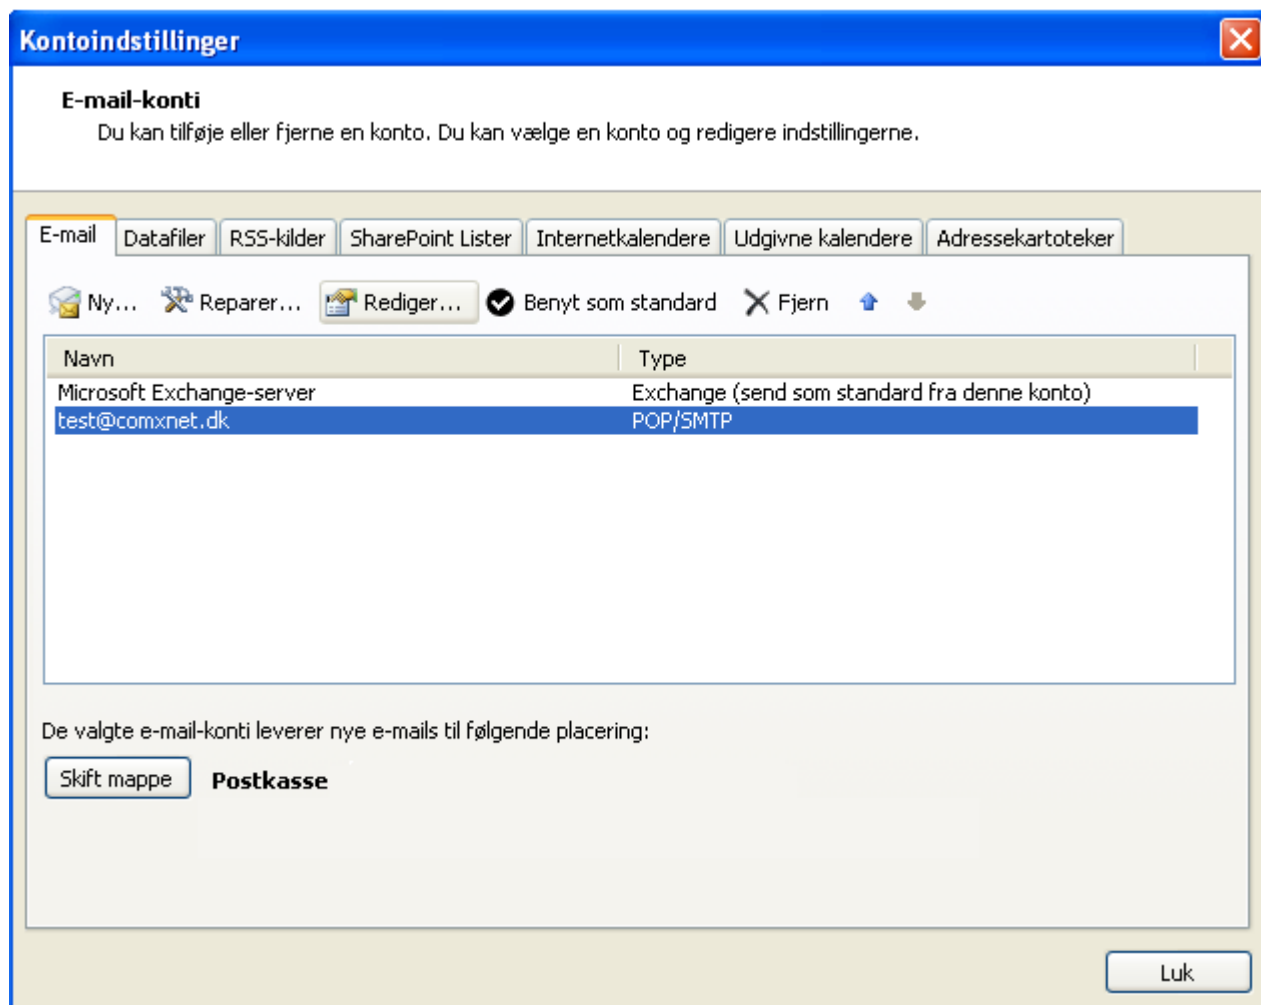 Kontoindstillinger
E-mail-konti
Du kan tilføje eller fjerne en konto. Du kan vælge en konto og redigere indstillingerne.
E-mail Datafiler RSS-kilder SharePoint Lister Internetkalendere Udgivne kalendere Adressekartoteker
Ny... Reparer... Rediger... Benyt som standard Fjern
Navn Type
Microsoft Exchange-server Exchange (send som standard fra denne konto)
test@comxnet.dk POP/SMTP
De valgte e-mail-konti leverer nye e-mails til følgende placering:
Skift mappe Postkasse
Luk